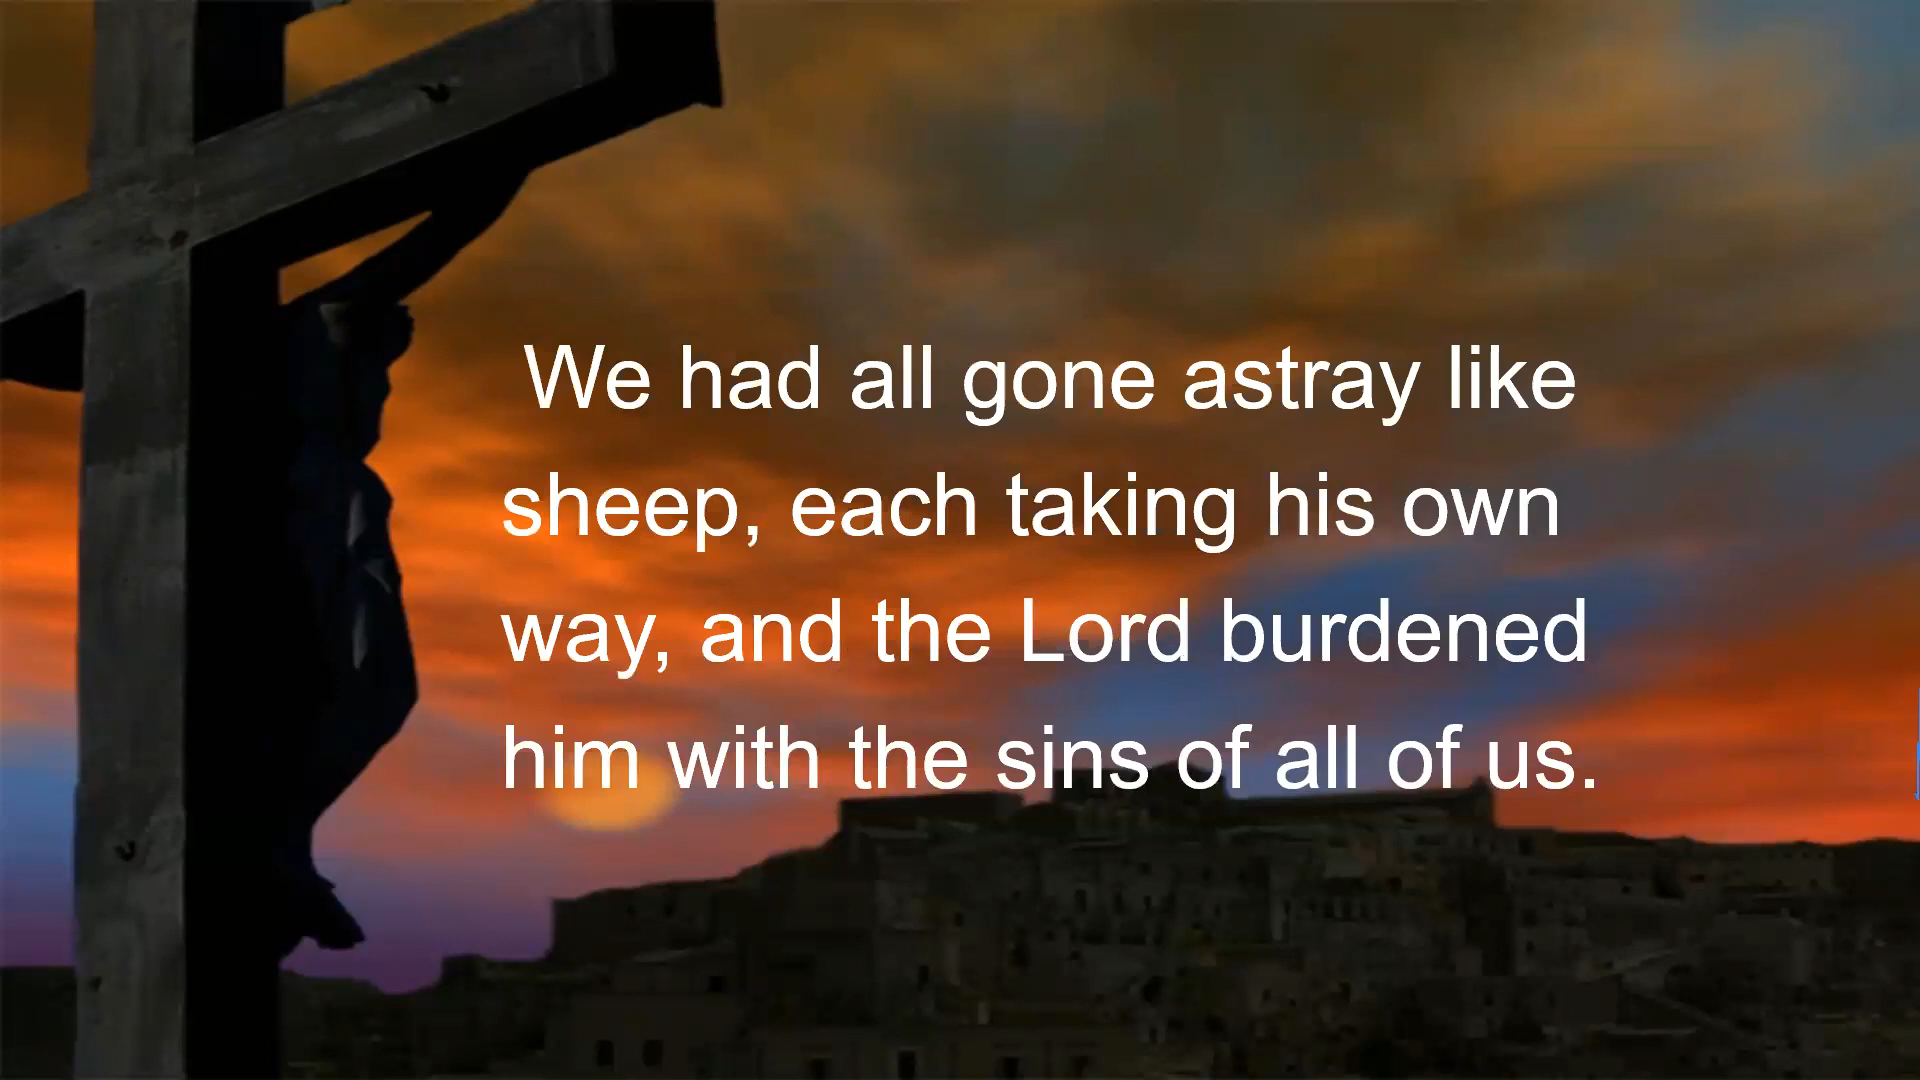 We had all gone astray like
sheep, each taking his own
way, and the Lord burdened
him with the sins of all of us.